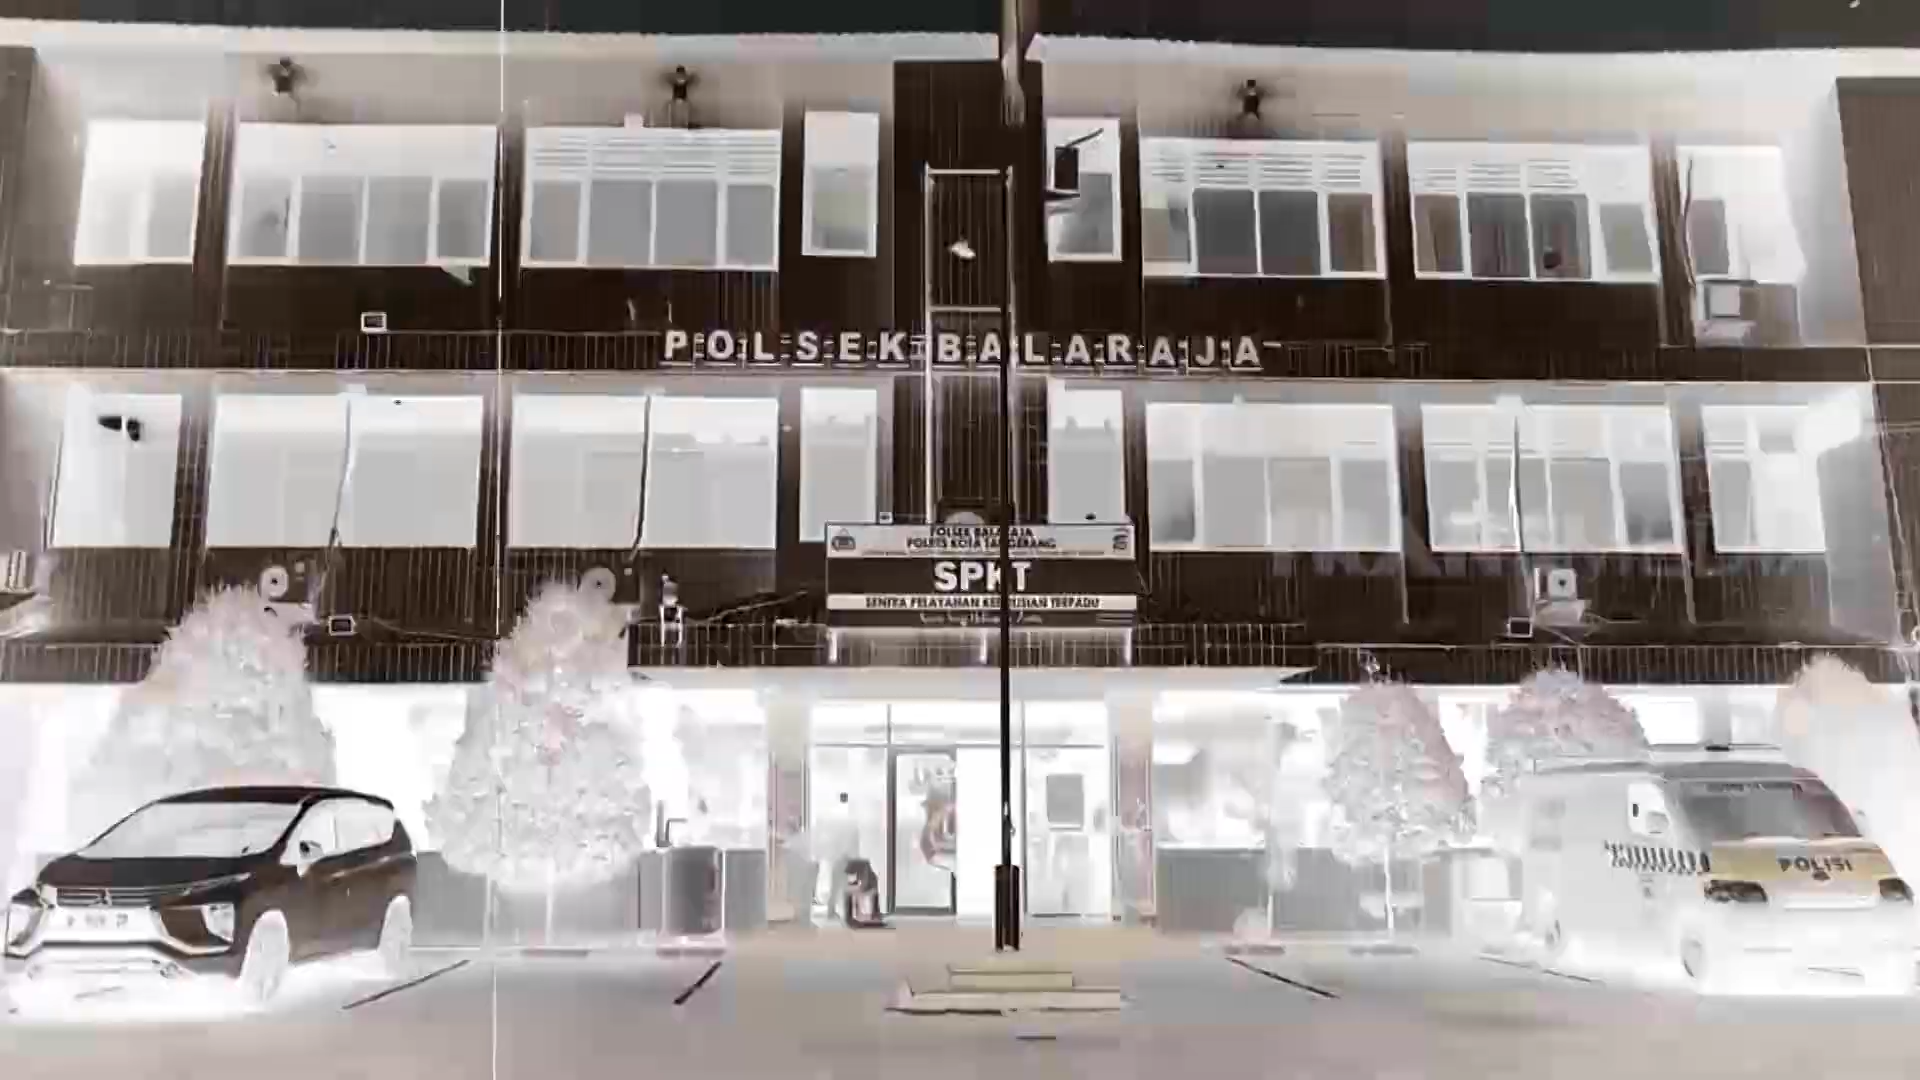 POLSEK BALARAJA
POLSEK BALARAJA
POLRES KOTA TANGERANG
SPKT
SENTRA PELAYANAN KEPOLISIAN TERPADU
POLISI